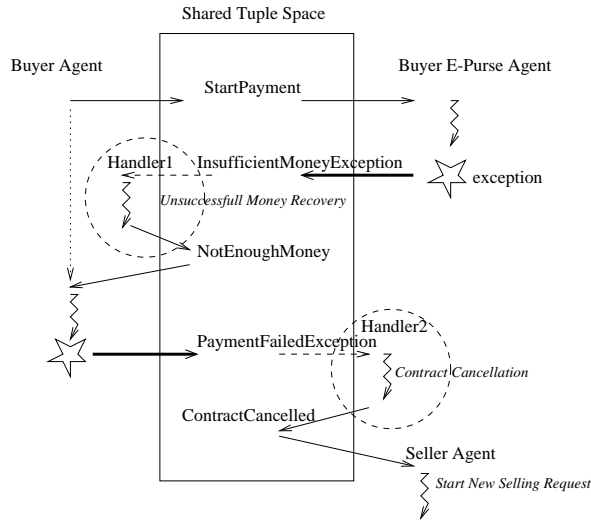 Shared Tuple Space
Buyer Agent
Buyer E-Purse Agent
StartPayment
Handler1
InsufficientMoneyException
exception
Unsuccessfull Money Recovery
NotEnoughMoney
Handler2
PaymentFailedException
Contract Cancellation
ContractCancelled
Seller Agent
Start New Selling Request